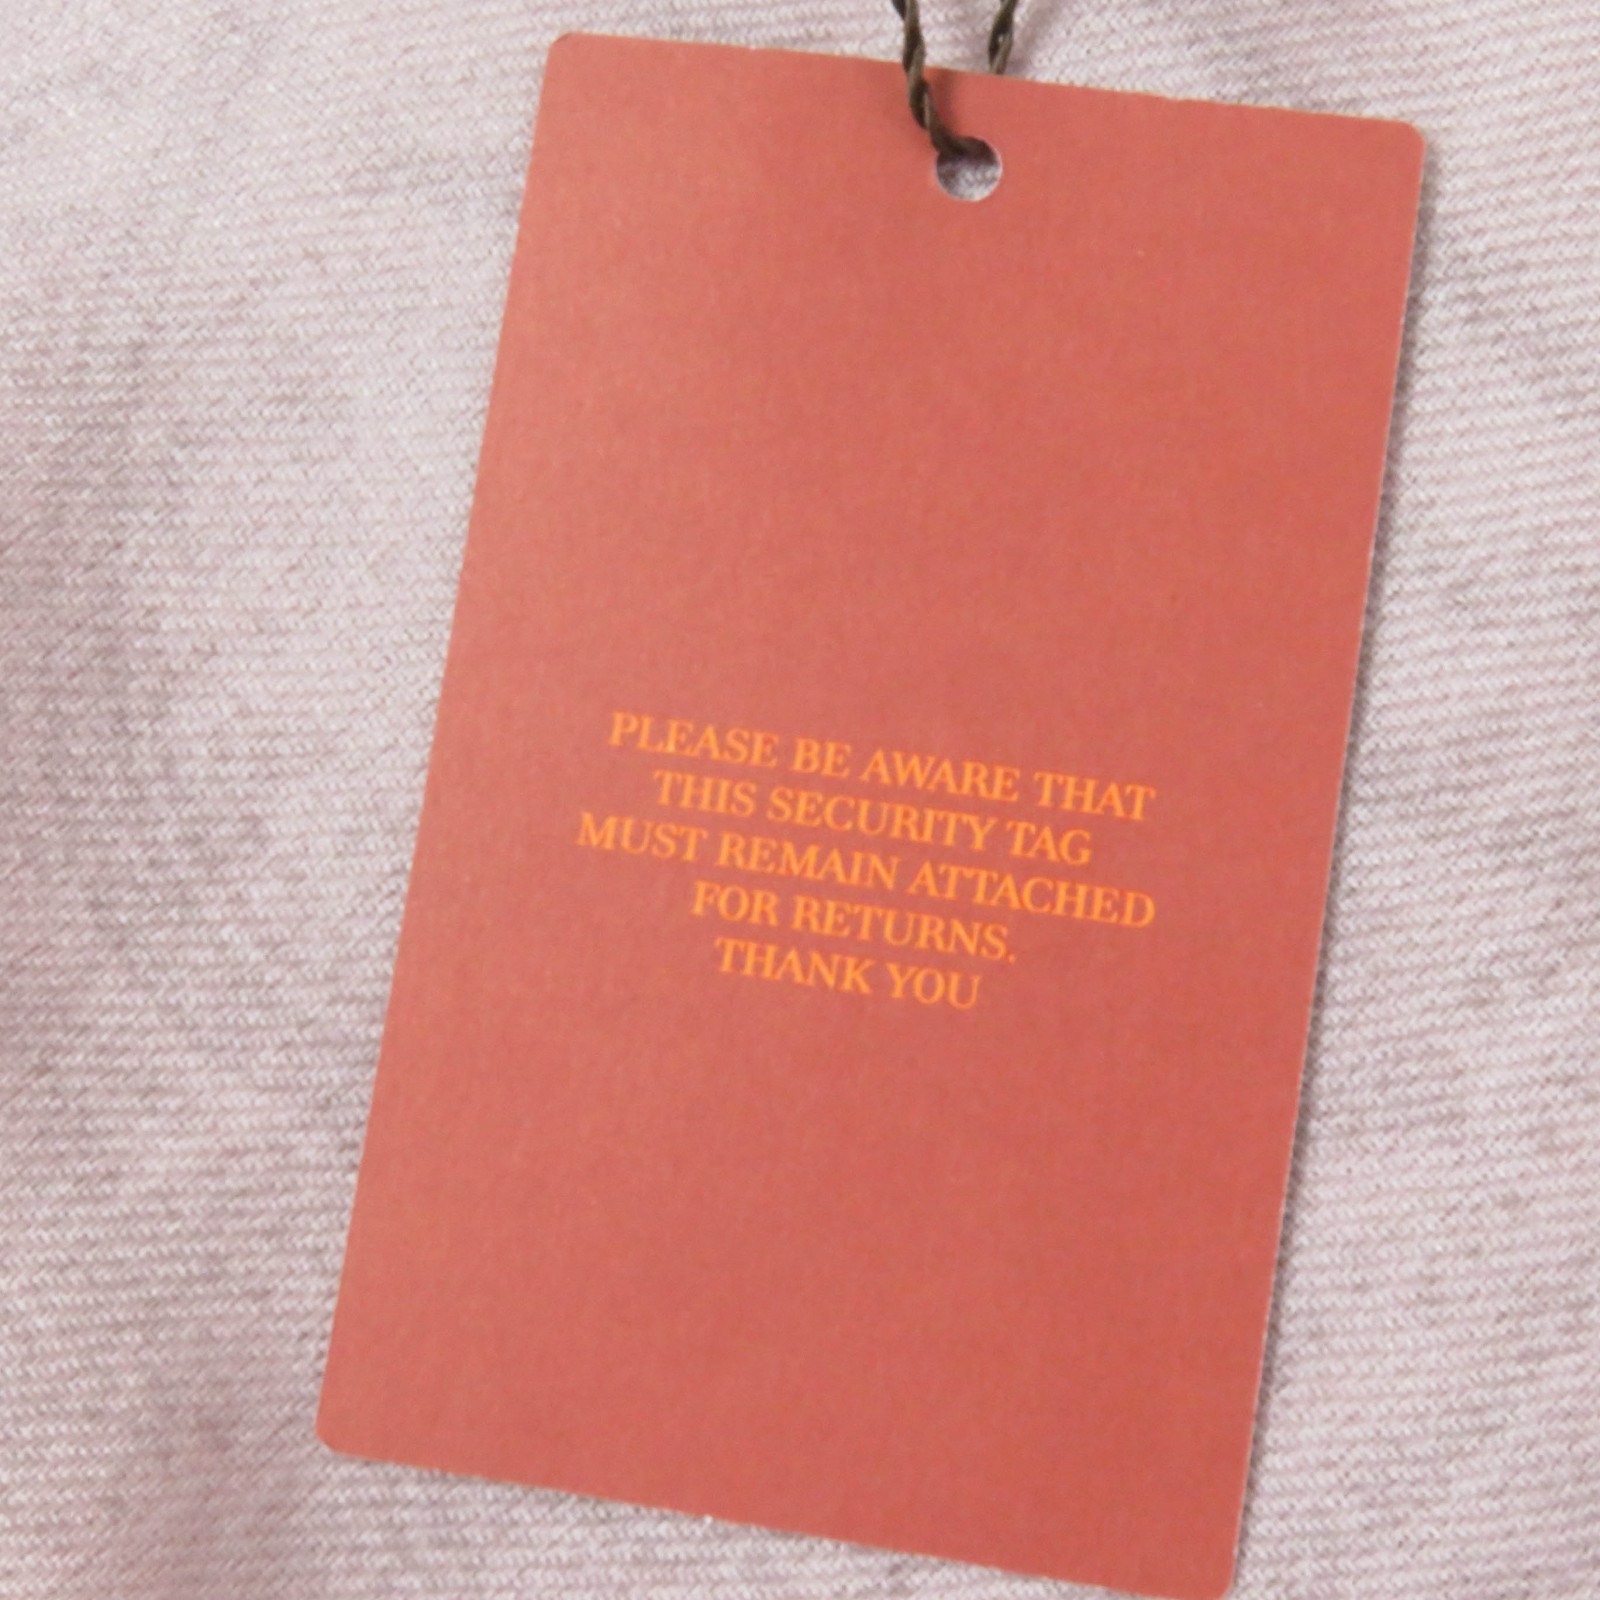 PLEASE BE AWARE THAT
THIS SECURITY TAG
MUST REMAIN ATTACHED
FOR RETURNS.
THANK YOU